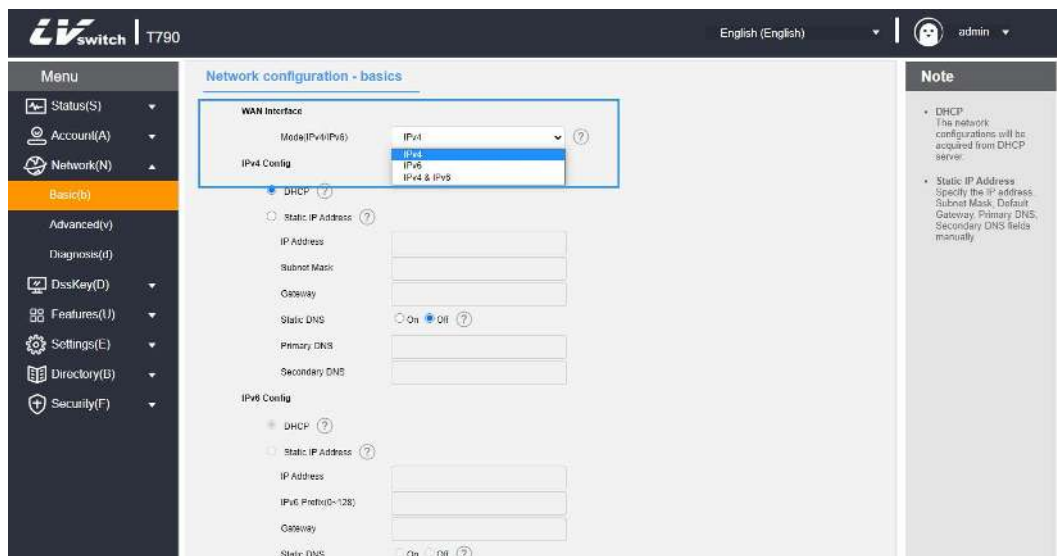 LVswitch T790
English (English)
admin
Menu
Status(S)
Account(A)
Network(N)
Basic(b)
Advanced(v)
Diagnosis(d)
DssKey(D)
Features(U)
Settings(E)
Directory(B)
Security(F)
Network configuration - basics
WAN Interface
Mode(IPv4/IPv6) IPv4 ?
IPv4
IPv6
IPv4 & IPv6
IPv4 Config
DHCP ?
Static IP Address ?
IP Address
Subnet Mask
Gateway
Static DNS On Off ?
Primary DNS
Secondary DNS
IPv6 Config
DHCP ?
Static IP Address ?
IP Address
IPv6 Prefix(0~128)
Gateway
Static DNS On Off ?
Note
• DHCP
The network
configurations will be
acquired from DHCP
server.
• Static IP Address
Specify the IP address,
Subnet Mask, Default
Gateway, Primary DNS,
Secondary DNS fields
manually.